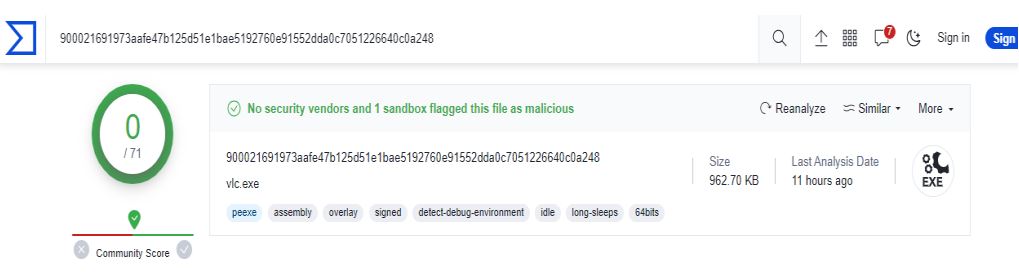 900021691973aafe47b125d51e1bae5192760e91552dda0c7051226640c0a248
7
Sign in
Sign
0
/ 71
Community Score
No security vendors and 1 sandbox flagged this file as malicious
Reanalyze
Similar
More
900021691973aafe47b125d51e1bae5192760e91552dda0c7051226640c0a248
vlc.exe
Size
962.70 KB
Last Analysis Date
11 hours ago
EXE
peexe assembly overlay signed detect-debug-environment idle long-sleeps 64bits